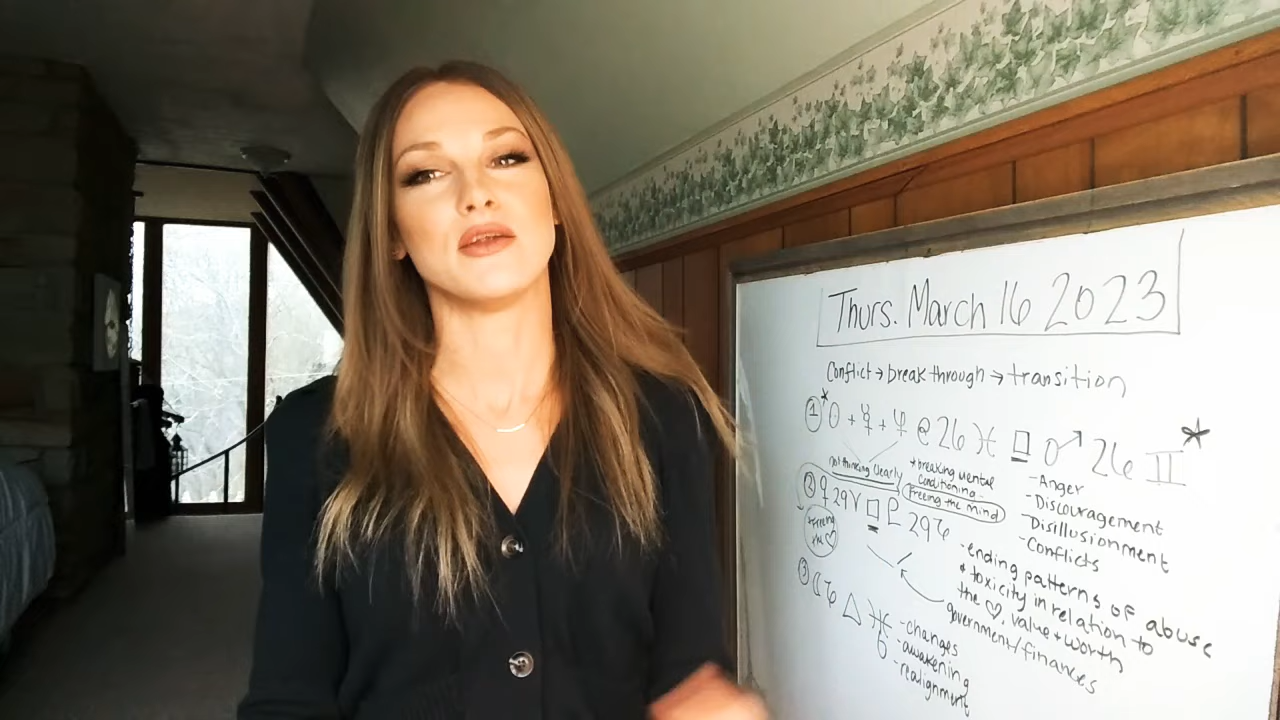 Thurs. March 16 2023
Conflict → break through → transition
① *☉ + ☿ + ♆ @ 26 ♓ □ ♂ 26 ♊ *
not thinking clearly
* breaking mental conditioning -
Freeing the mind
- Anger
- Discouragement
- Disillusionment
- Conflicts
② ♀ 29 ♈ □ ♇ 29 ♑
* Freeing
the ♡
- ending patterns of abuse
+ toxicity in relation to
the ♡, value + worth
government/finances
③ ☾ ♑ △ ♅
- changes
- awakening
- realignment